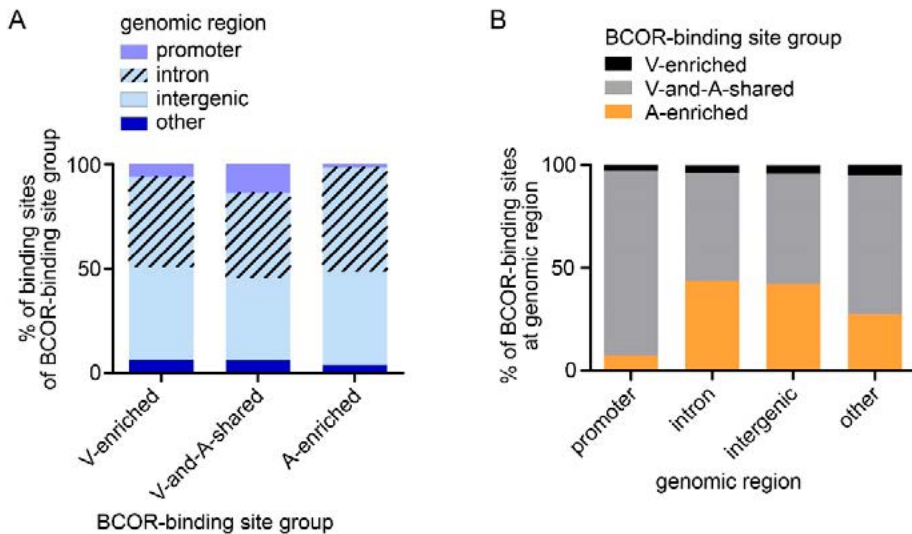 A
genomic region
promoter
intron
intergenic
other
% of binding sites
of BCOR-binding site group
100
50
0
V-enriched
V-and-A-shared
A-enriched
BCOR-binding site group
B
BCOR-binding site group
V-enriched
V-and-A-shared
A-enriched
% of BCOR-binding sites
at genomic region
100
50
0
promoter
intron
intergenic
other
genomic region